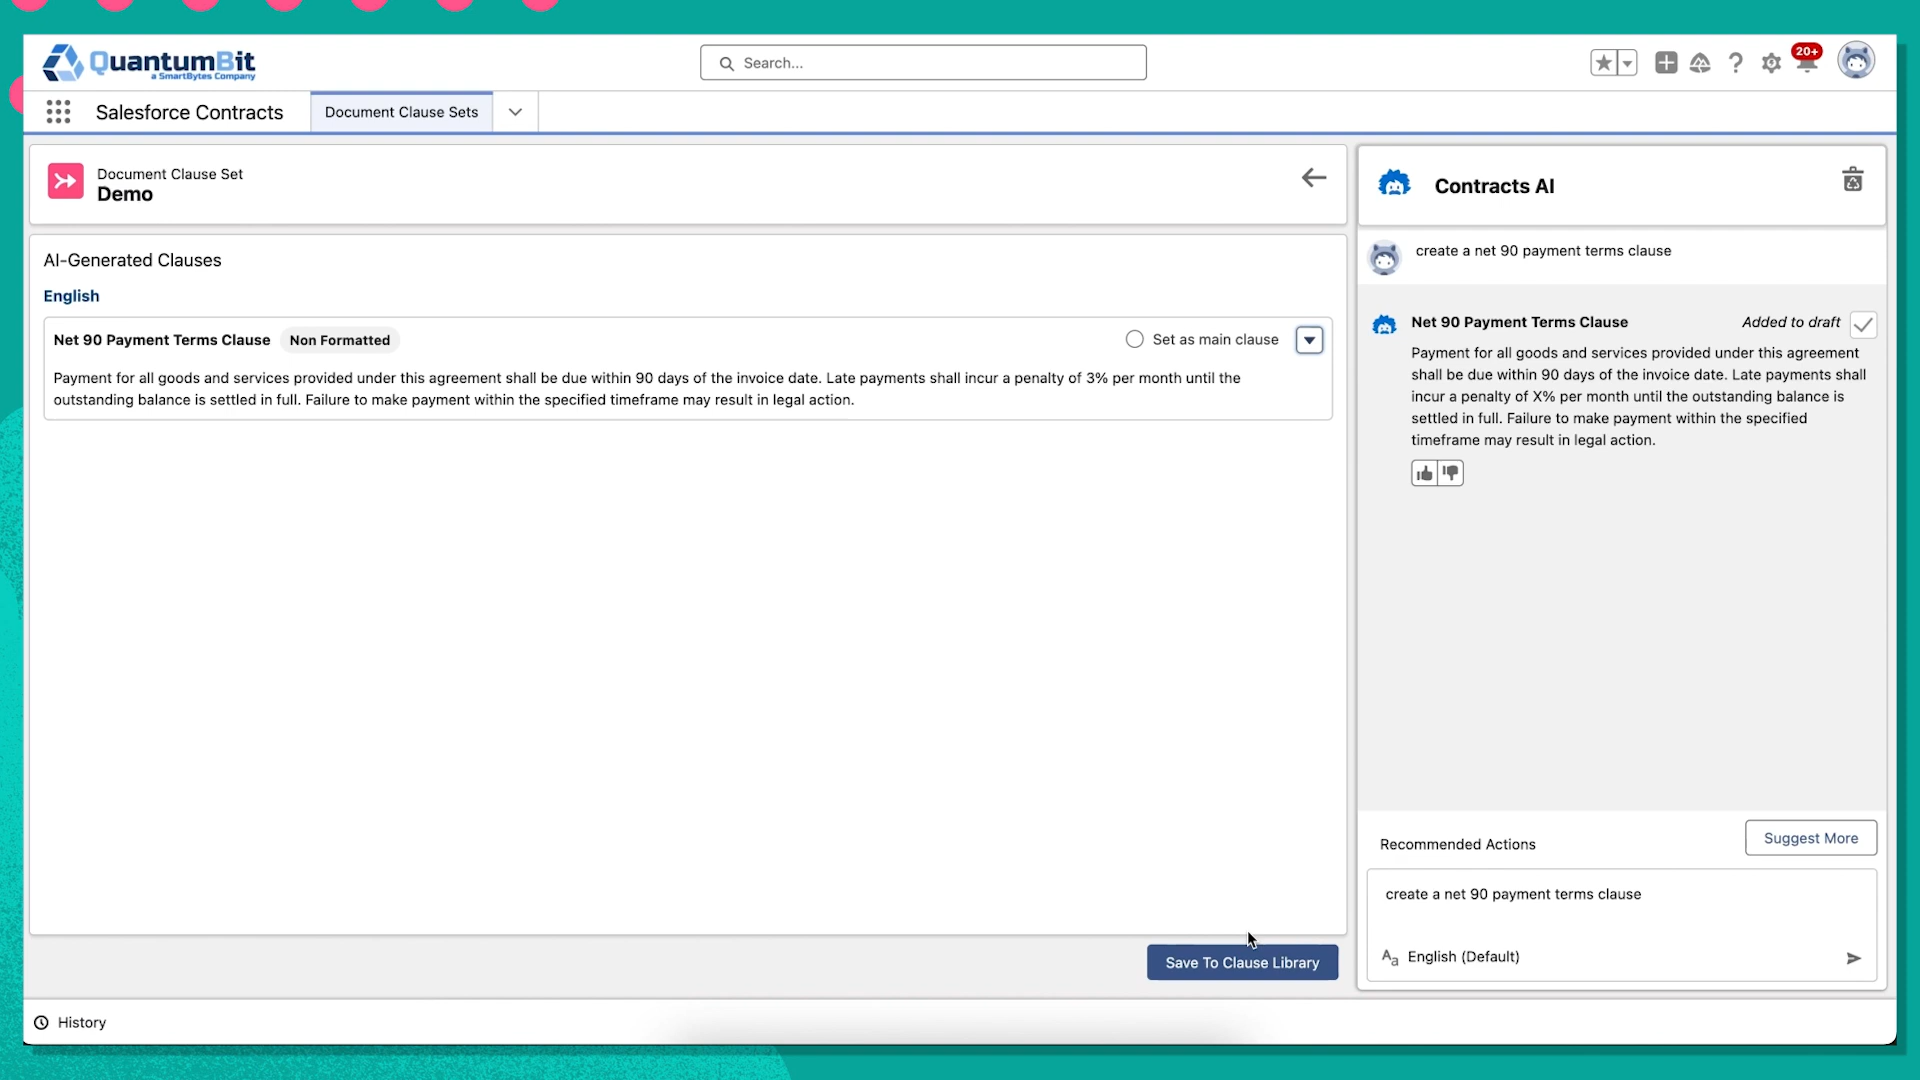 QuantumBit
a SmartBytes Company
Search...
20+
Salesforce Contracts
Document Clause Sets
Document Clause Set
Demo
AI-Generated Clauses
English
Net 90 Payment Terms Clause
Non Formatted
Set as main clause
Payment for all goods and services provided under this agreement shall be due within 90 days of the invoice date. Late payments shall incur a penalty of 3% per month until the
outstanding balance is settled in full. Failure to make payment within the specified timeframe may result in legal action.
Save To Clause Library
Contracts AI
create a net 90 payment terms clause
Net 90 Payment Terms Clause
Added to draft
Payment for all goods and services provided under this agreement
shall be due within 90 days of the invoice date. Late payments shall
incur a penalty of X% per month until the outstanding balance is
settled in full. Failure to make payment within the specified
timeframe may result in legal action.
Recommended Actions
Suggest More
create a net 90 payment terms clause
Aa English (Default)
History